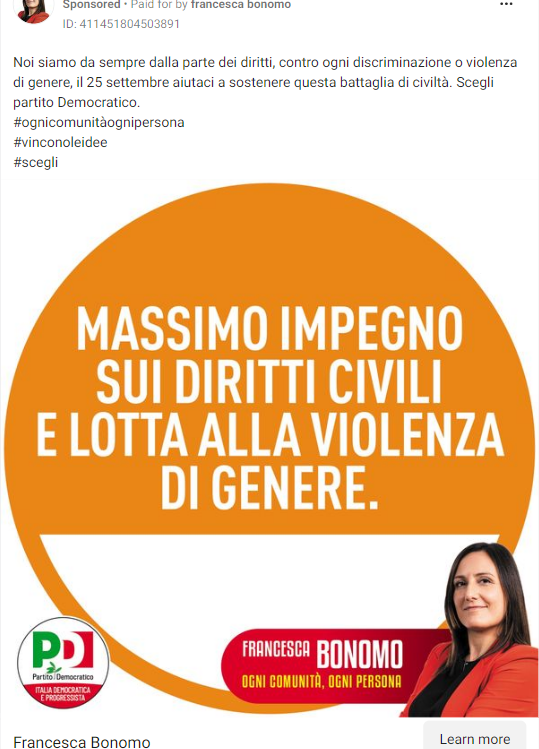 Sponsored • Paid for by francesca bonomo
ID: 411451804503891
Noi siamo da sempre dalla parte dei diritti, contro ogni discriminazione o violenza
di genere, il 25 settembre aiutaci a sostenere questa battaglia di civiltà. Scegli
partito Democratico.
#ognicomunitàognipersona
#vinconoleidee
#scegli
MASSIMO IMPEGNO
SUI DIRITTI CIVILI
E LOTTA ALLA VIOLENZA
DI GENERE.
PD
Partito Democratico
ITALIA DEMOCRATICA
E PROGRESSISTA
FRANCESCA BONOMO
OGNI COMUNITÀ, OGNI PERSONA
Francesca Bonomo
Learn more